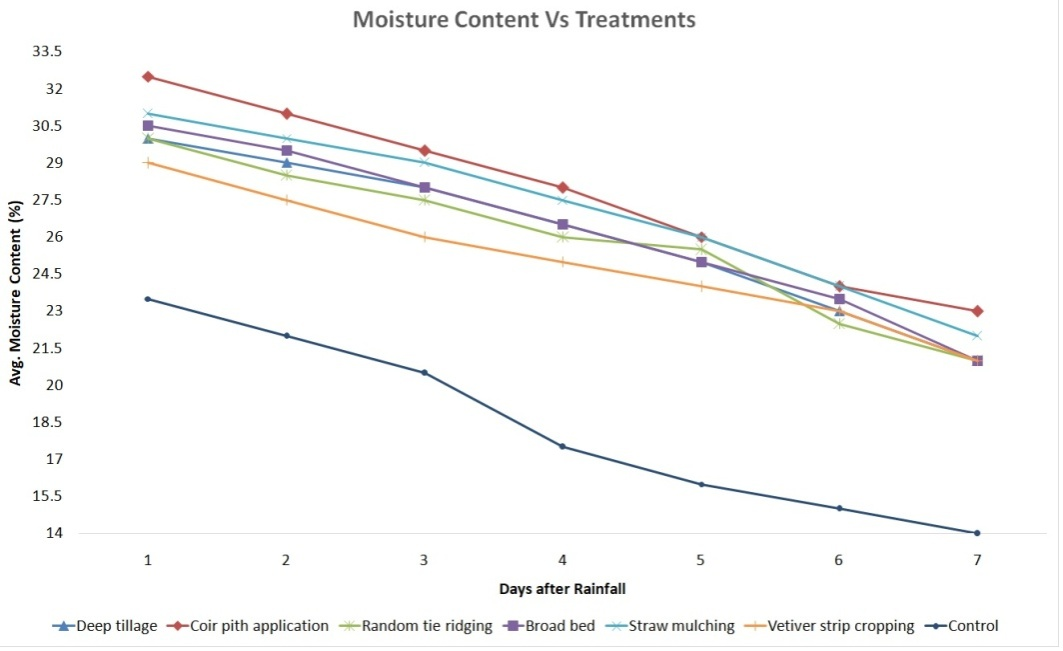 Moisture Content Vs Treatments
33.5
32
30.5
29
27.5
26
24.5
23
21.5
20
18.5
17
15.5
14
Avg. Moisture Content (%)
1 2 3 4 5 6 7
Days after Rainfall
Deep tillage Coir pith application Random tie ridging Broad bed Straw mulching Vetiver strip cropping Control